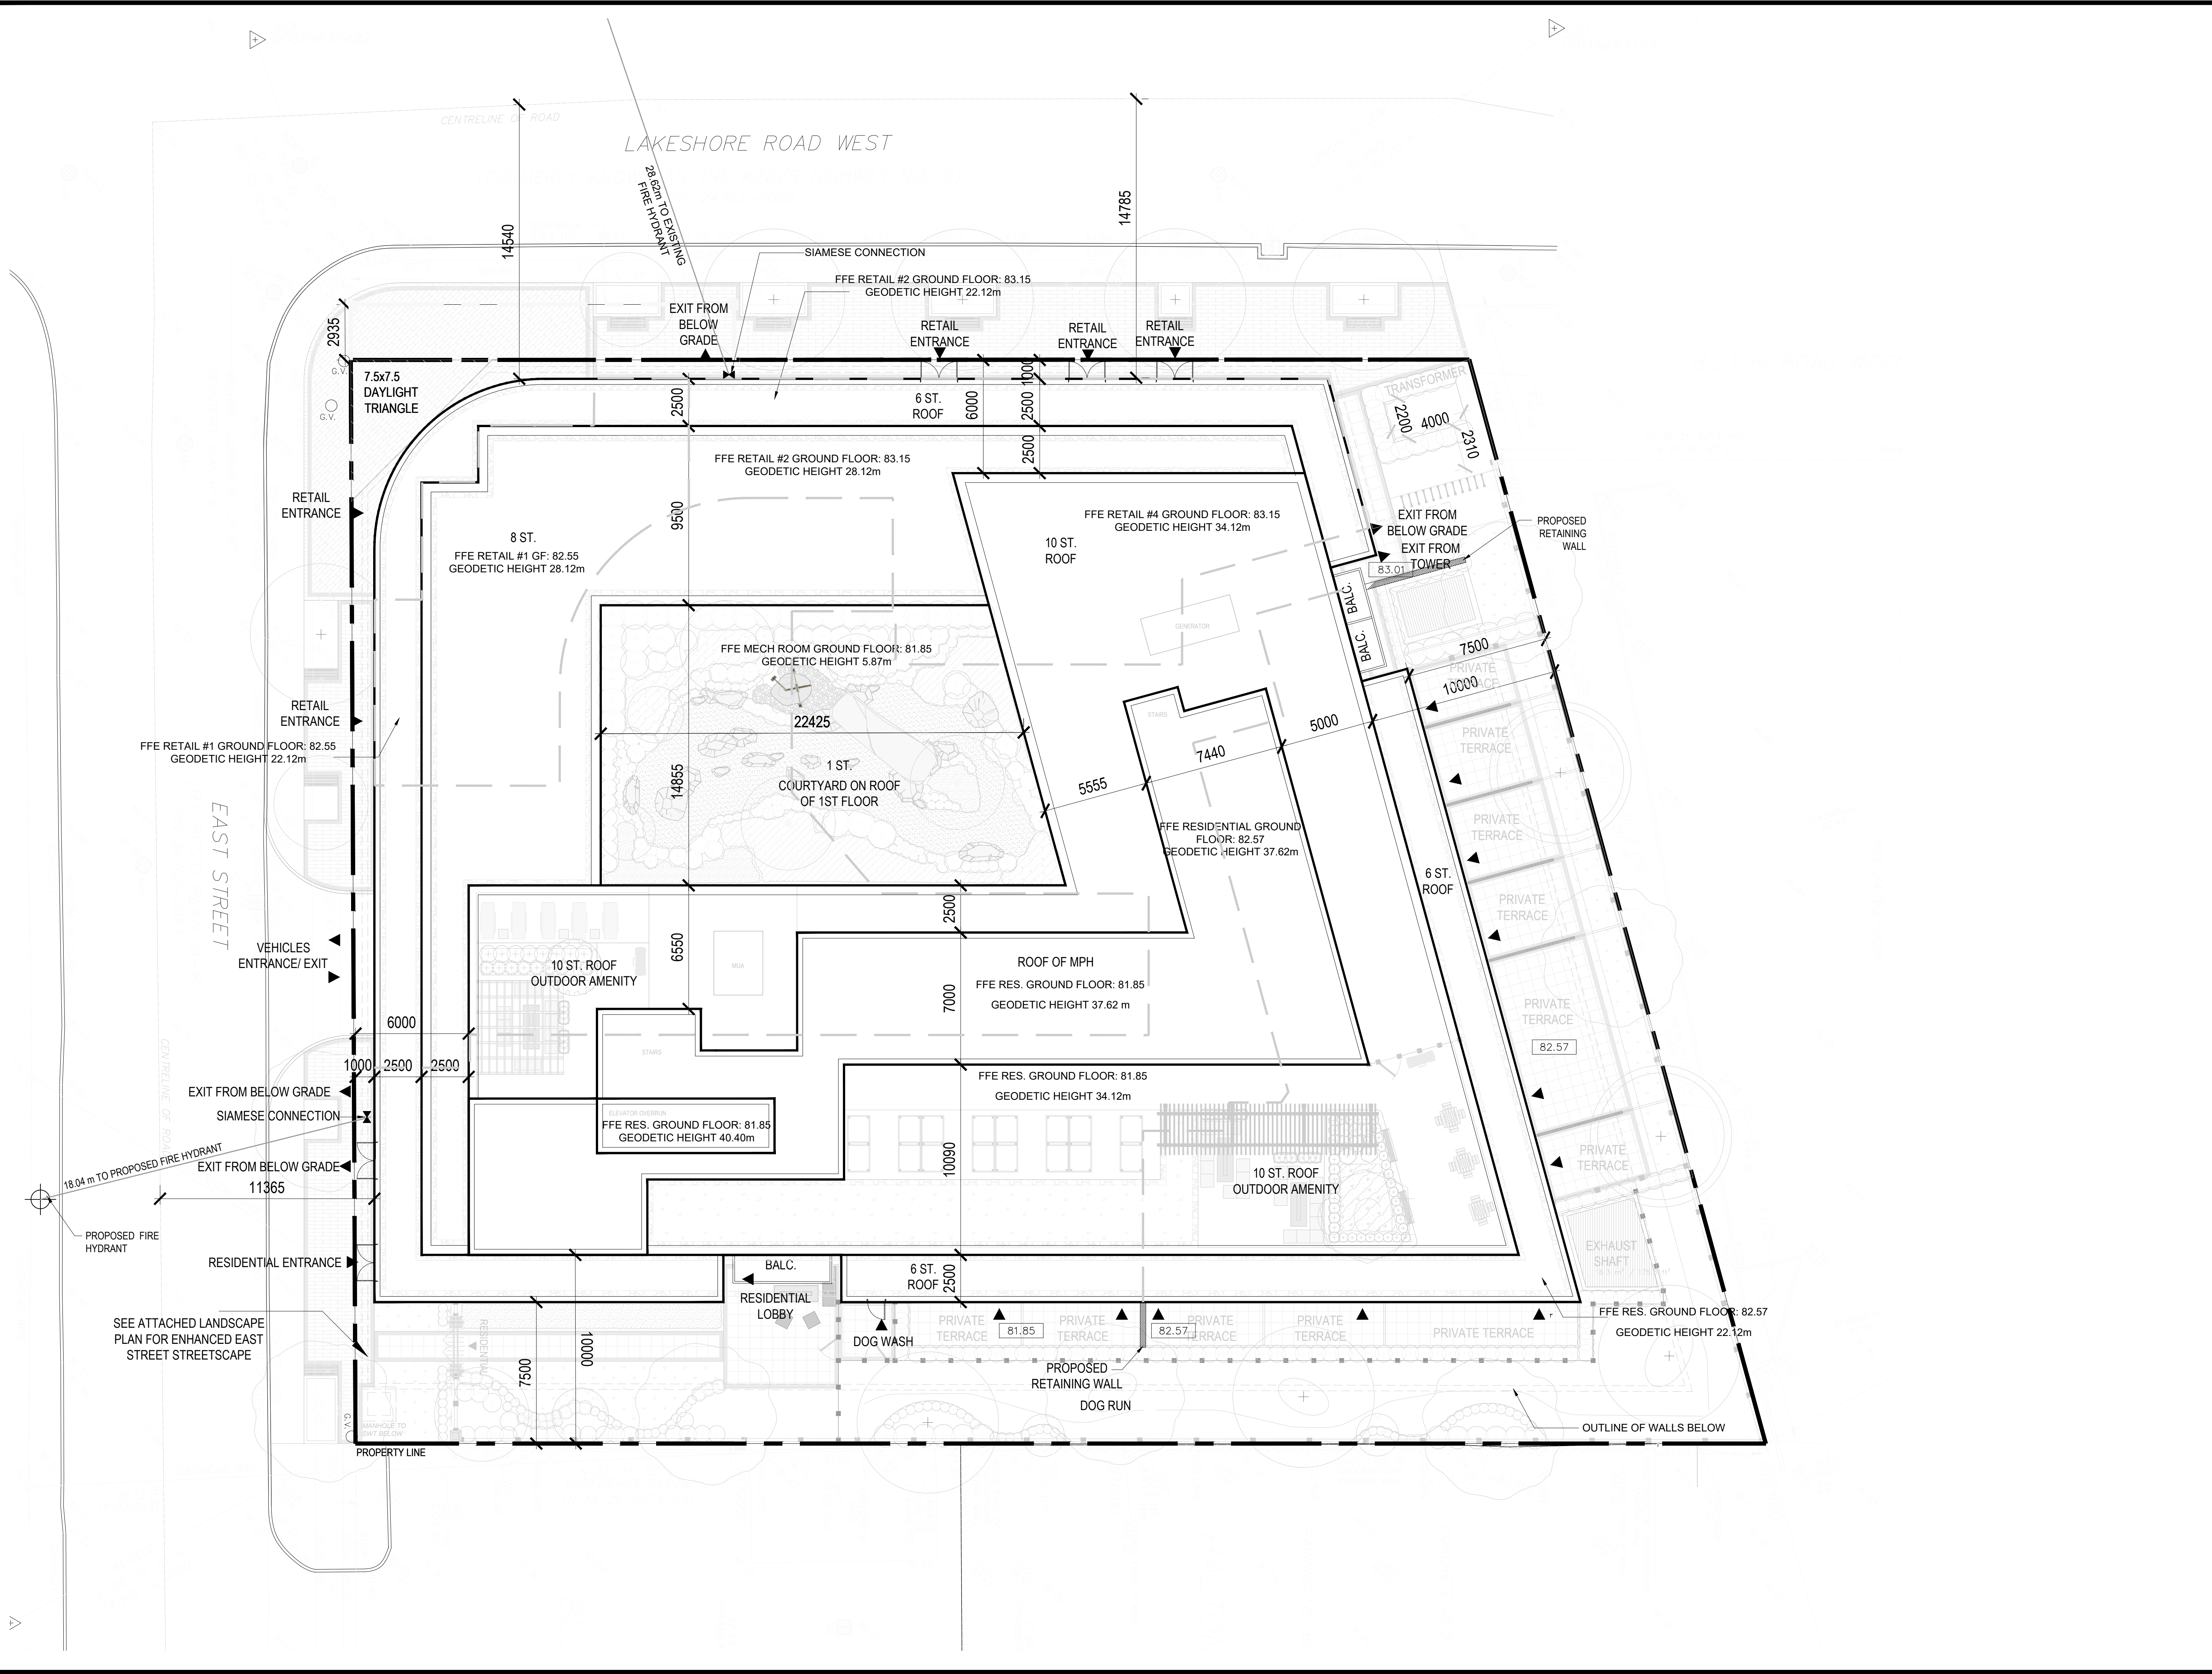 CENTRELINE OF ROAD
LAKESHORE ROAD WEST
14540
14785
28.62m TO EXISTING
FIRE HYDRANT
SIAMESE CONNECTION
FFE RETAIL #2 GROUND FLOOR: 83.15
GEODETIC HEIGHT 22.12m
EXIT FROM
BELOW
GRADE
RETAIL
ENTRANCE
RETAIL
ENTRANCE
RETAIL
ENTRANCE
2935
G.V.
G.V.
7.5x7.5
DAYLIGHT
TRIANGLE
2500
6 ST.
ROOF
6000
1000
2500
2500
TRANSFORMER
2200
4000
2310
FFE RETAIL #2 GROUND FLOOR: 83.15
GEODETIC HEIGHT 28.12m
RETAIL
ENTRANCE
9500
8 ST.
FFE RETAIL #1 GF: 82.55
GEODETIC HEIGHT 28.12m
FFE RETAIL #4 GROUND FLOOR: 83.15
GEODETIC HEIGHT 34.12m
10 ST.
ROOF
EXIT FROM
BELOW GRADE
EXIT FROM
TOWER
83.01
PROPOSED
RETAINING
WALL
BALC.
BALC.
GENERATOR
FFE MECH ROOM GROUND FLOOR: 81.85
GEODETIC HEIGHT 5.87m
7500
PRIVATE
TERRACE
10000
RETAIL
ENTRANCE
22425
STAIRS
5000
7440
5555
PRIVATE
TERRACE
FFE RETAIL #1 GROUND FLOOR: 82.55
GEODETIC HEIGHT 22.12m
14855
1 ST.
COURTYARD ON ROOF
OF 1ST FLOOR
FFE RESIDENTIAL GROUND
FLOOR: 82.57
GEODETIC HEIGHT 37.62m
PRIVATE
TERRACE
EAST STREET
6 ST.
ROOF
PRIVATE
TERRACE
2500
VEHICLES
ENTRANCE/ EXIT
6550
MUA
10 ST. ROOF
OUTDOOR AMENITY
ROOF OF MPH
FFE RES. GROUND FLOOR: 81.85
GEODETIC HEIGHT 37.62 m
7000
PRIVATE
TERRACE
82.57
6000
STAIRS
CENTRELINE OF ROAD
1000
2500
2500
EXIT FROM BELOW GRADE
SIAMESE CONNECTION
FFE RES. GROUND FLOOR: 81.85
GEODETIC HEIGHT 34.12m
ELEVATOR OVERRUN
FFE RES. GROUND FLOOR: 81.85
GEODETIC HEIGHT 40.40m
18.04 m TO PROPOSED FIRE HYDRANT
EXIT FROM BELOW GRADE
11365
10090
10 ST. ROOF
OUTDOOR AMENITY
PRIVATE
TERRACE
PROPOSED FIRE
HYDRANT
EXHAUST
SHAFT
RESIDENTIAL ENTRANCE
BALC.
6 ST.
ROOF
2500
RESIDENTIAL
LOBBY
SEE ATTACHED LANDSCAPE
PLAN FOR ENHANCED EAST
STREET STREETSCAPE
RESIDENTIAL
7500
10000
DOG WASH
PRIVATE
TERRACE
81.85
PRIVATE
TERRACE
82.57
PRIVATE
TERRACE
PRIVATE
TERRACE
PRIVATE TERRACE
FFE RES. GROUND FLOOR: 82.57
GEODETIC HEIGHT 22.12m
PROPOSED
RETAINING WALL
DOG RUN
OUTLINE OF WALLS BELOW
G.V.
MANHOLE TO
SWT BELOW
PROPERTY LINE